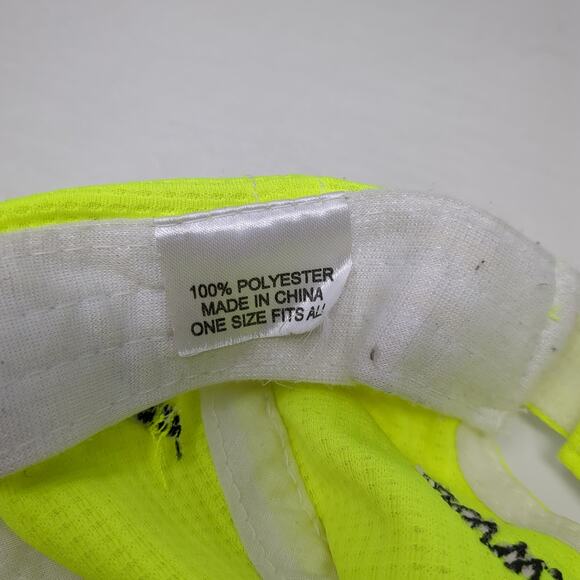 100% POLYESTER
MADE IN CHINA
ONE SIZE FITS ALL